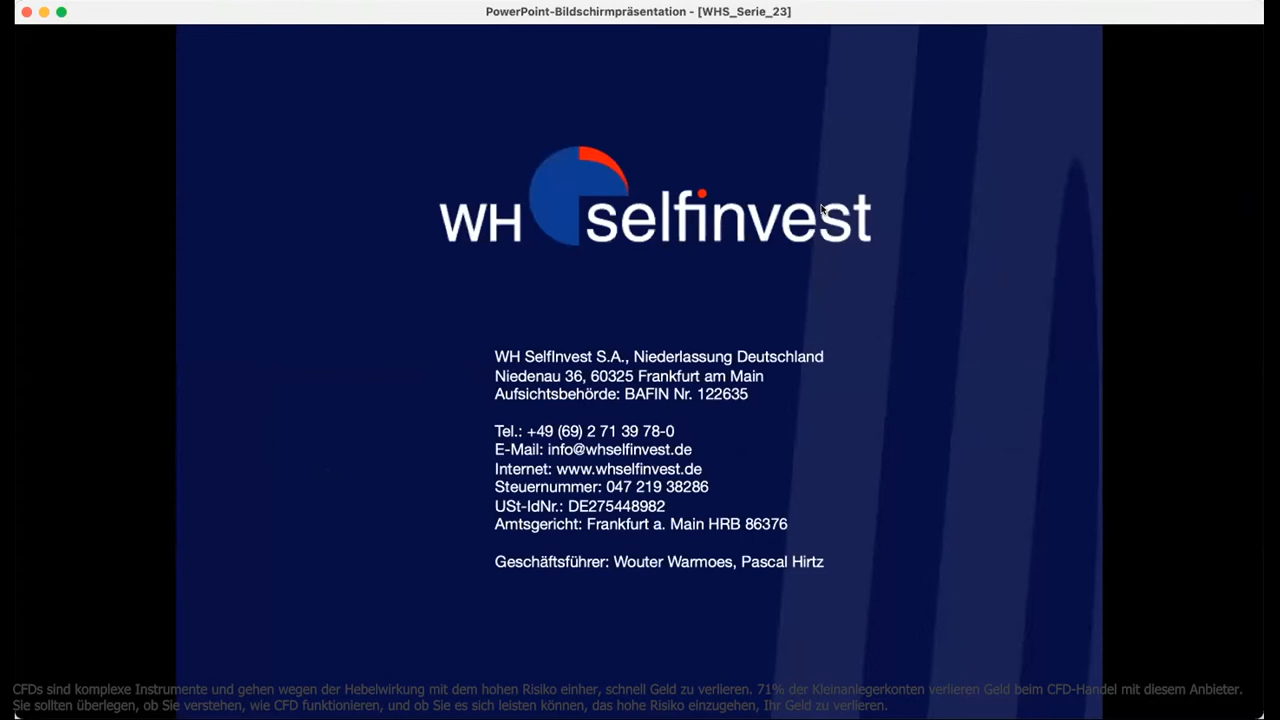 PowerPoint-Bildschirmpräsentation - [WHS_Serie_23]
WH selfinvest
WH SelfInvest S.A., Niederlassung Deutschland
Niedenau 36, 60325 Frankfurt am Main
Aufsichtsbehörde: BAFIN Nr. 122635
Tel.: +49 (69) 2 71 39 78-0
E-Mail: info@whselfinvest.de
Internet: www.whselfinvest.de
Steuernummer: 047 219 38286
USt-IdNr.: DE275448982
Amtsgericht: Frankfurt a. Main HRB 86376
Geschäftsführer: Wouter Warmoes, Pascal Hirtz
CFDs sind komplexe Instrumente und gehen wegen der Hebelwirkung mit dem hohen Risiko einher, schnell Geld zu verlieren. 71% der Kleinanlegerkonten verlieren Geld beim CFD-Handel mit diesem Anbieter.
Sie sollten überlegen, ob Sie verstehen, wie CFD funktionieren, und ob Sie es sich leisten können, das hohe Risiko einzugehen, Ihr Geld zu verlieren.